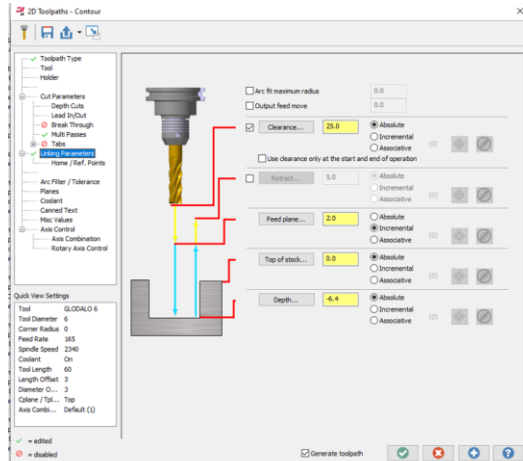 2D Toolpaths - Contour
Toolpath Type
Tool
Holder
Cut Parameters
Depth Cuts
Lead In/Out
Break Through
Multi Passes
Tabs
Linking Parameters
Home / Ref. Points
Arc Filter / Tolerance
Planes
Coolant
Canned Text
Misc Values
Axis Control
Axis Combination
Rotary Axis Control
Quick View Settings
Tool GLODALO 6
Tool Diameter 6
Corner Radius 0
Feed Rate 165
Spindle Speed 2340
Coolant On
Tool Length 60
Length Offset 3
Diameter O... 3
Cplane / Tpl... Top
Axis Combi... Default (1)
= edited
= disabled
Arc fit maximum radius 0.0
Output feed move 0.0
Clearance... 25.0 Absolute
Incremental
Associative (0)
Use clearance only at the start and end of operation
Retract... 5.0 Absolute
Incremental
Associative
Feed plane... 2.0 Absolute
Incremental
Associative (0)
Top of stock... 0.0 Absolute
Incremental
Associative (0)
Depth... -6.4 Absolute
Incremental
Associative (0)
Generate toolpath